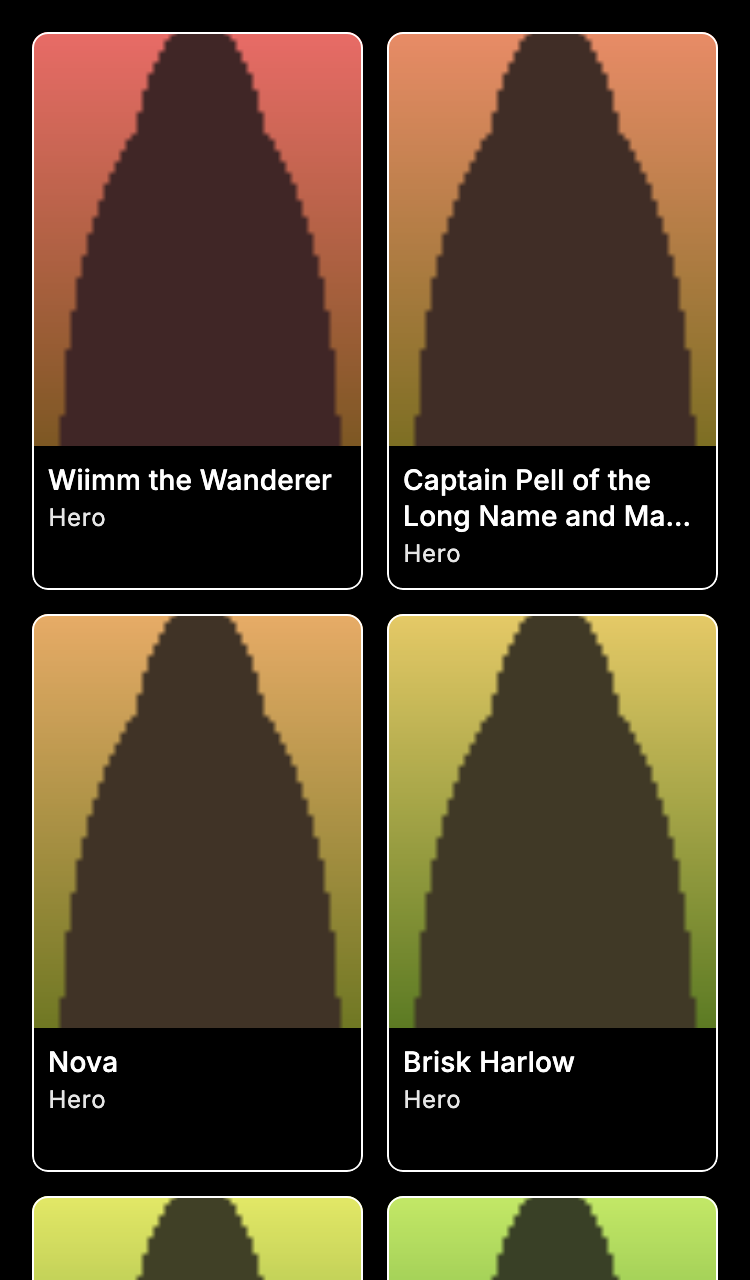 Wiimm the Wanderer
Hero
Captain Pell of the
Long Name and Ma...
Hero
Nova
Hero
Brisk Harlow
Hero